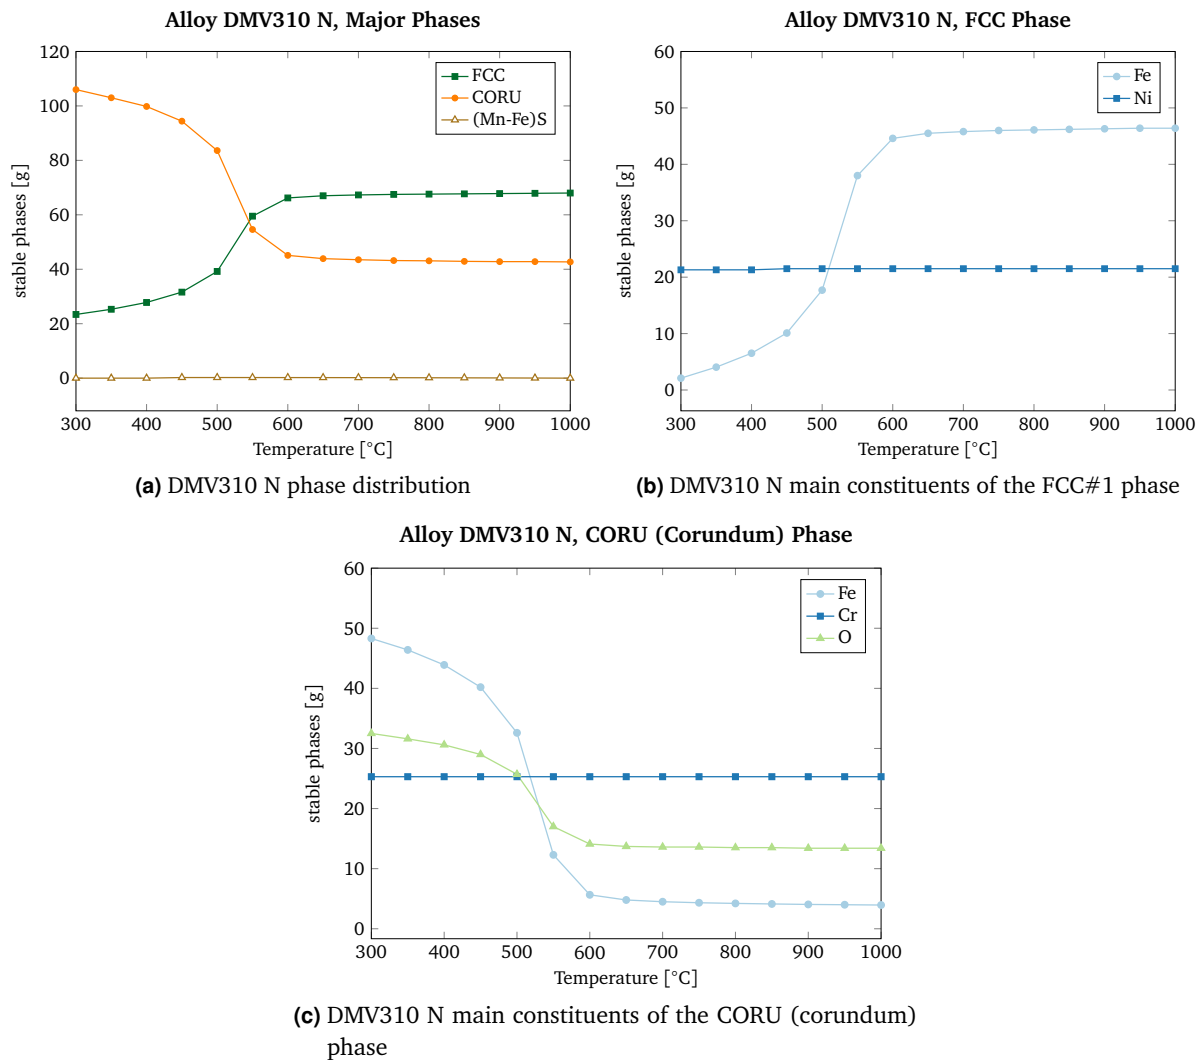 Alloy DMV310 N, Major Phases
120
100
80
60
40
20
0
stable phases [g]
FCC
CORU
(Mn-Fe)S
300 400 500 600 700 800 900 1000
Temperature [°C]
(a) DMV310 N phase distribution
Alloy DMV310 N, FCC Phase
60
50
40
30
20
10
0
stable phases [g]
Fe
Ni
300 400 500 600 700 800 900 1000
Temperature [°C]
(b) DMV310 N main constituents of the FCC#1 phase
Alloy DMV310 N, CORU (Corundum) Phase
60
50
40
30
20
10
0
stable phases [g]
Fe
Cr
O
300 400 500 600 700 800 900 1000
Temperature [°C]
(c) DMV310 N main constituents of the CORU (corundum)
phase